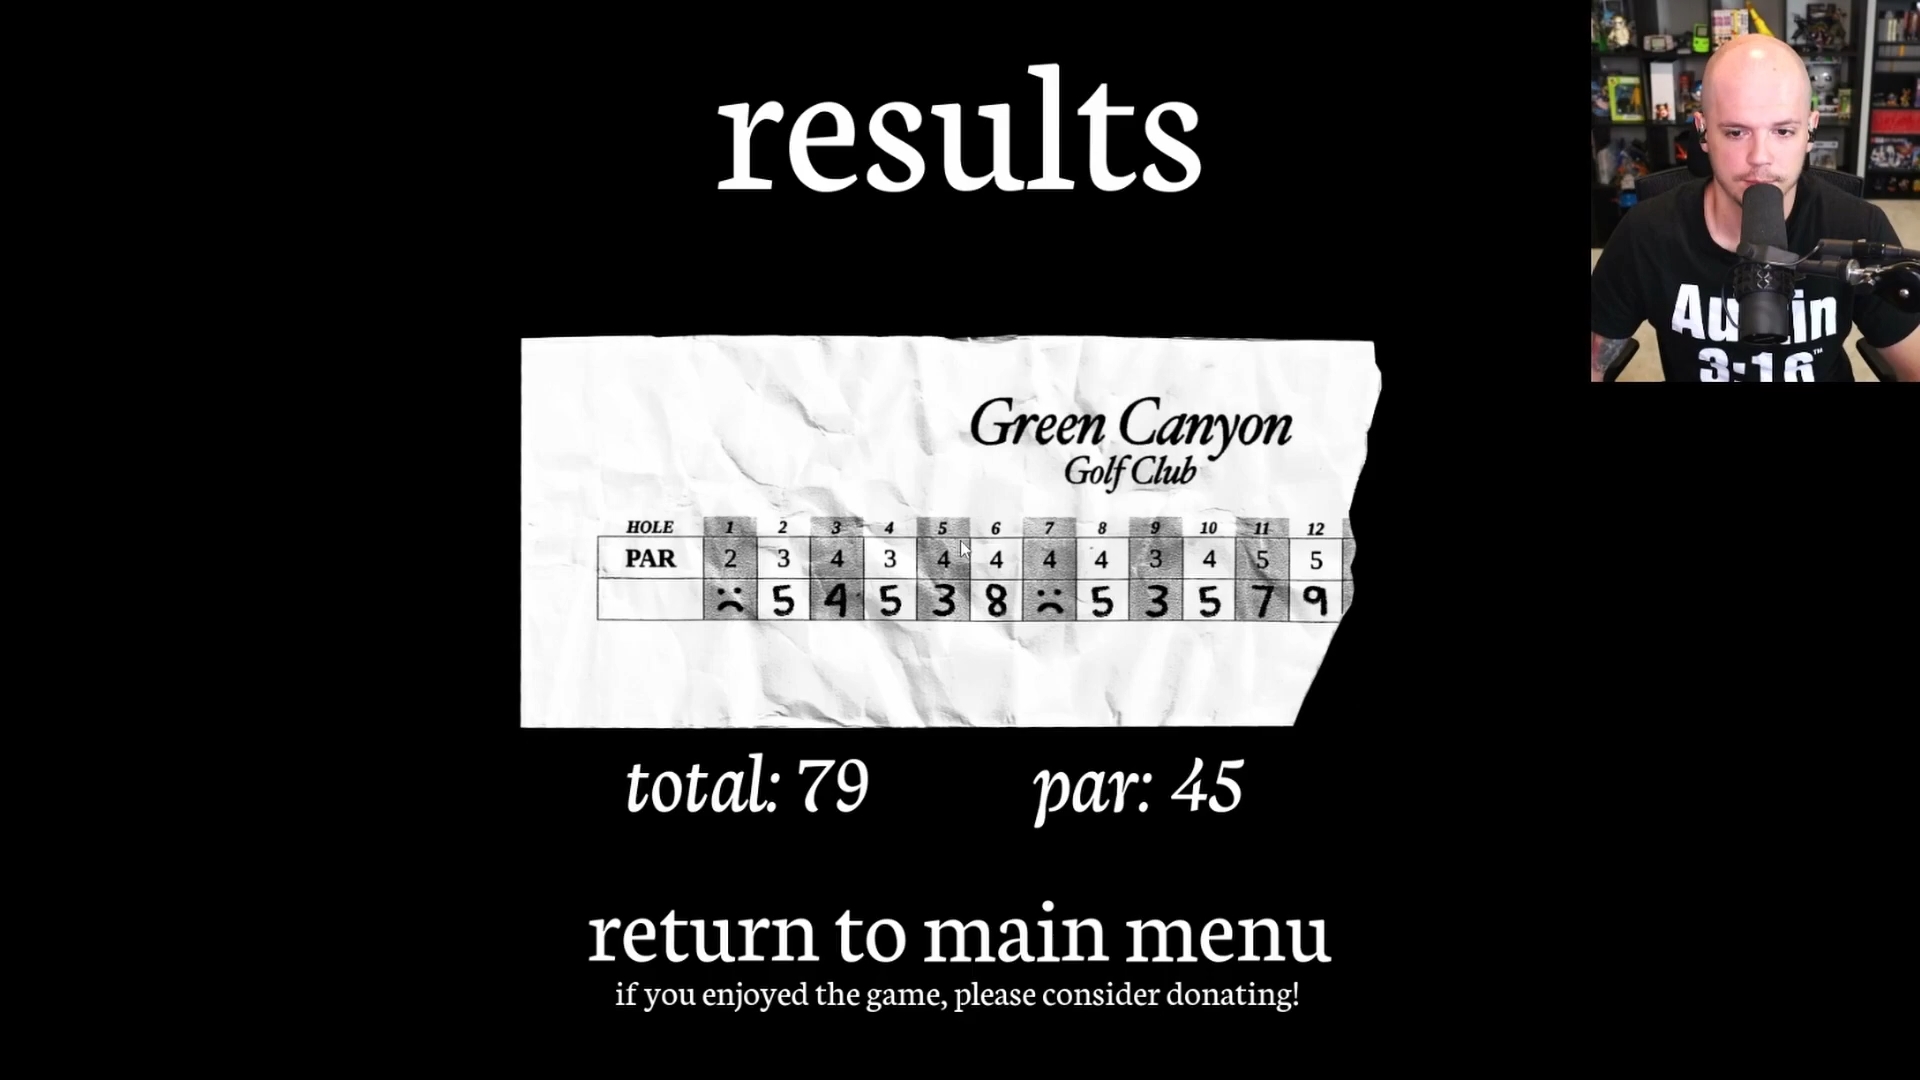 results
Green Canyon
Golf Club
HOLE 1 2 3 4 5 6 7 8 9 10 11 12
PAR 2 3 4 3 4 4 4 4 3 4 5 5
:( 5 4 5 3 8 :( 5 3 5 7 9
total: 79 par: 45
return to main menu
if you enjoyed the game, please consider donating!
3:16™